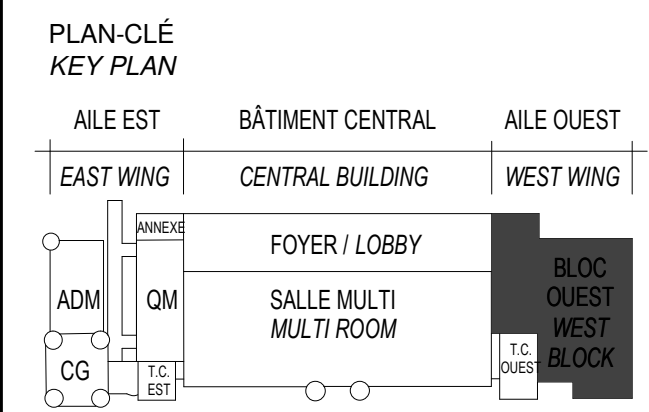 PLAN-CLÉ
KEY PLAN
AILE EST
BÂTIMENT CENTRAL
AILE OUEST
EAST WING
CENTRAL BUILDING
WEST WING
ANNEXE
FOYER / LOBBY
ADM
QM
SALLE MULTI
MULTI ROOM
BLOC
OUEST
WEST
BLOCK
CG
T.C.
EST
T.C.
OUEST